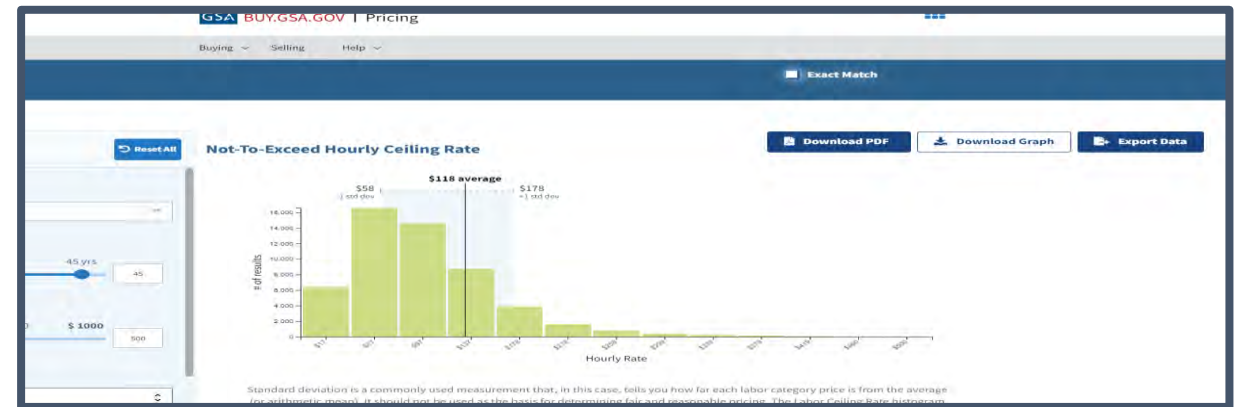 GSA BUY.GSA.GOV | Pricing
Buying Selling Help
Exact Match
Reset All
Not-To-Exceed Hourly Ceiling Rate
Download PDF Download Graph Export Data
$118 average
$58 $178
-1 std dev +1 std dev
16,000
14,000
12,000
10,000
8,000
6,000
4,000
2,000
0
# of results
45 yrs
45
$ 1000
500
Hourly Rate
Standard deviation is a commonly used measurement that, in this case, tells you how far each labor category price is from the average
(or arithmetic mean). It should not be used as the basis for determining fair and reasonable pricing. The Labor Ceiling Rate histogram